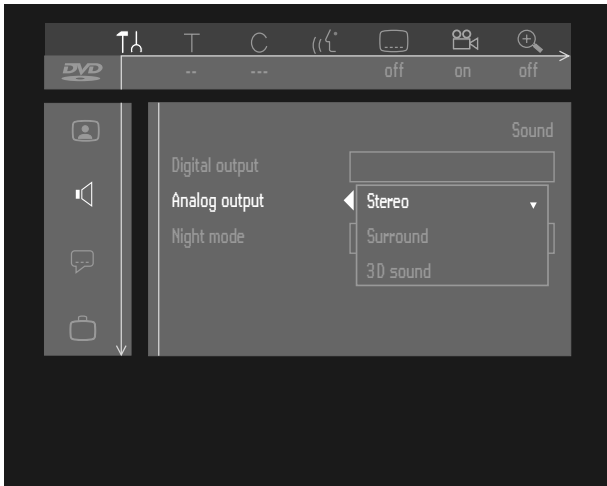 T C
DVD -- --- off on off
Sound
Digital output
Analog output Stereo
Night mode Surround
3D sound